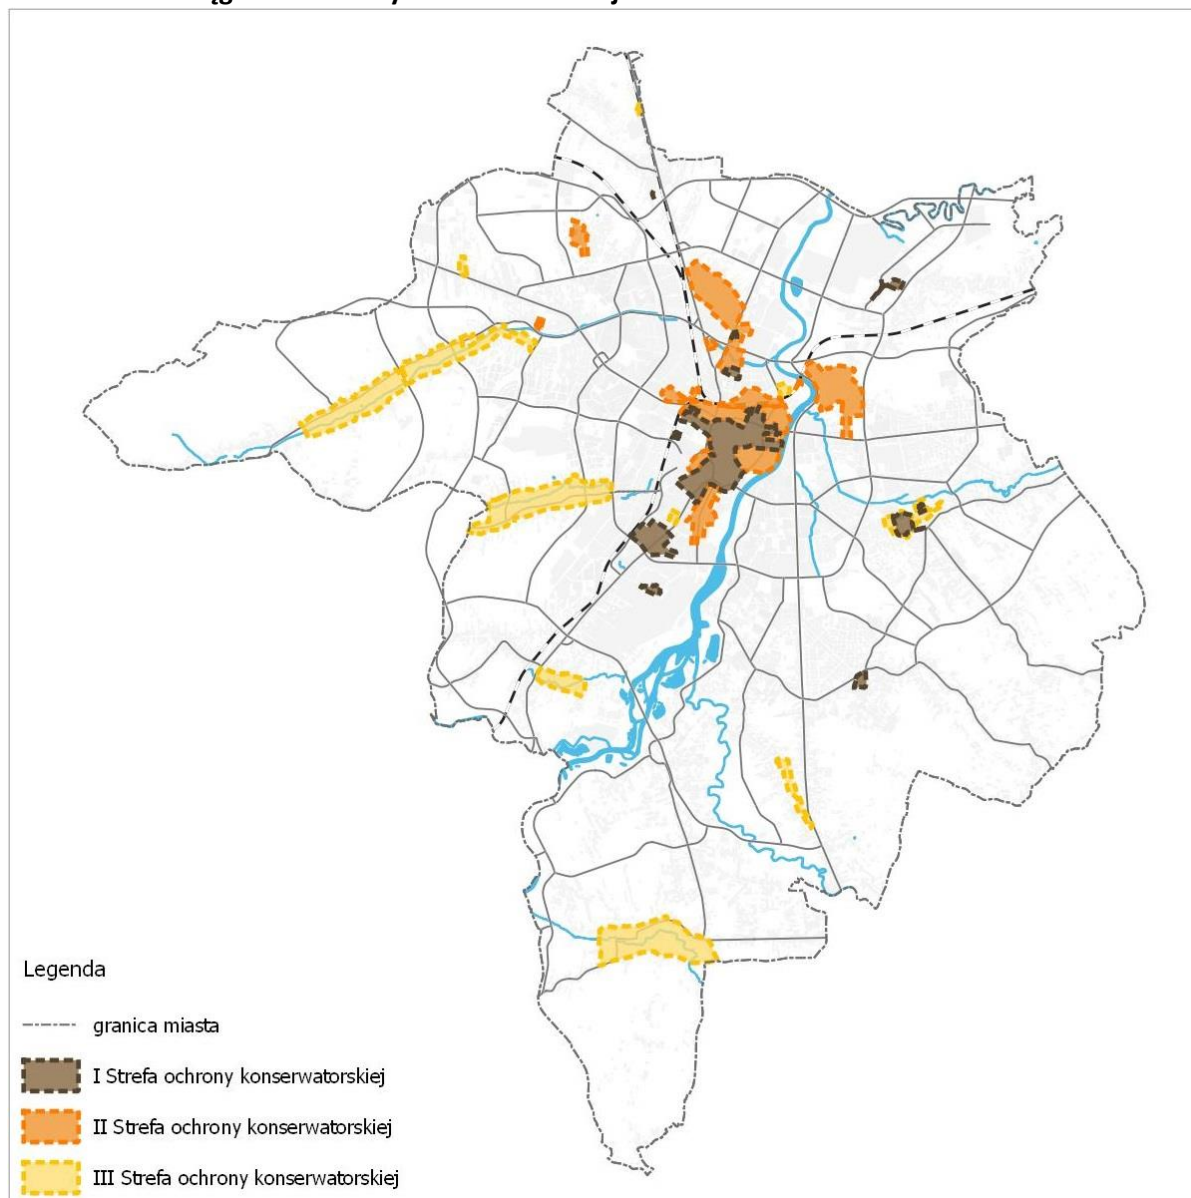 Legenda
granica miasta
I Strefa ochrony konserwatorskiej
II Strefa ochrony konserwatorskiej
III Strefa ochrony konserwatorskiej